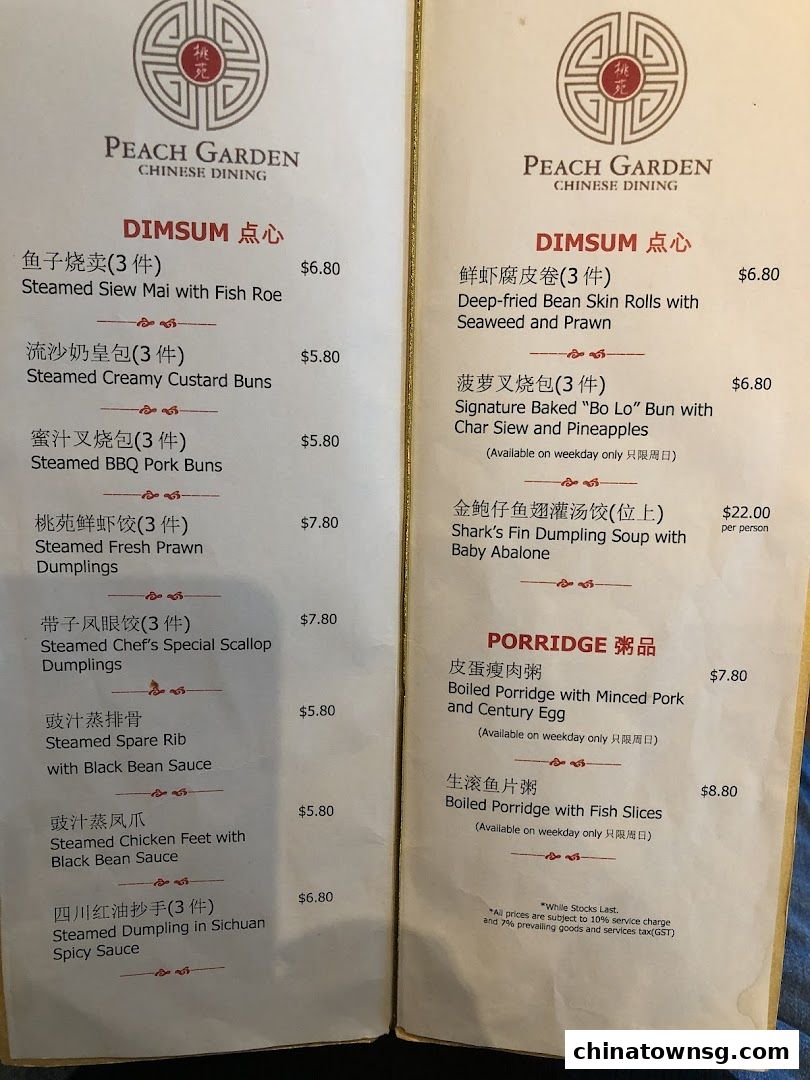 桃苑
PEACH GARDEN
CHINESE DINING
DIMSUM 点心
鱼子烧卖(3 件) $6.80
Steamed Siew Mai with Fish Roe
流沙奶皇包(3 件) $5.80
Steamed Creamy Custard Buns
蜜汁叉烧包(3 件) $5.80
Steamed BBQ Pork Buns
桃苑鲜虾饺(3 件) $7.80
Steamed Fresh Prawn
Dumplings
带子凤眼饺(3 件) $7.80
Steamed Chef's Special Scallop
Dumplings
豉汁蒸排骨 $5.80
Steamed Spare Rib
with Black Bean Sauce
豉汁蒸凤爪 $5.80
Steamed Chicken Feet with
Black Bean Sauce
四川红油抄手(3 件) $6.80
Steamed Dumpling in Sichuan
Spicy Sauce
桃苑
PEACH GARDEN
CHINESE DINING
DIMSUM 点心
鲜虾腐皮卷(3 件) $6.80
Deep-fried Bean Skin Rolls with
Seaweed and Prawn
菠萝叉烧包(3 件) $6.80
Signature Baked “Bo Lo” Bun with
Char Siew and Pineapples
(Available on weekday only 只限周日)
金鲍仔鱼翅灌汤饺(位上) $22.00
per person
Shark's Fin Dumpling Soup with
Baby Abalone
PORRIDGE 粥品
皮蛋瘦肉粥 $7.80
Boiled Porridge with Minced Pork
and Century Egg
(Available on weekday only 只限周日)
生滚鱼片粥 $8.80
Boiled Porridge with Fish Slices
(Available on weekday only 只限周日)
*While Stocks Last.
*All prices are subject to 10% service charge
and 7% prevailing goods and services tax(GST)
chinatownsg.com